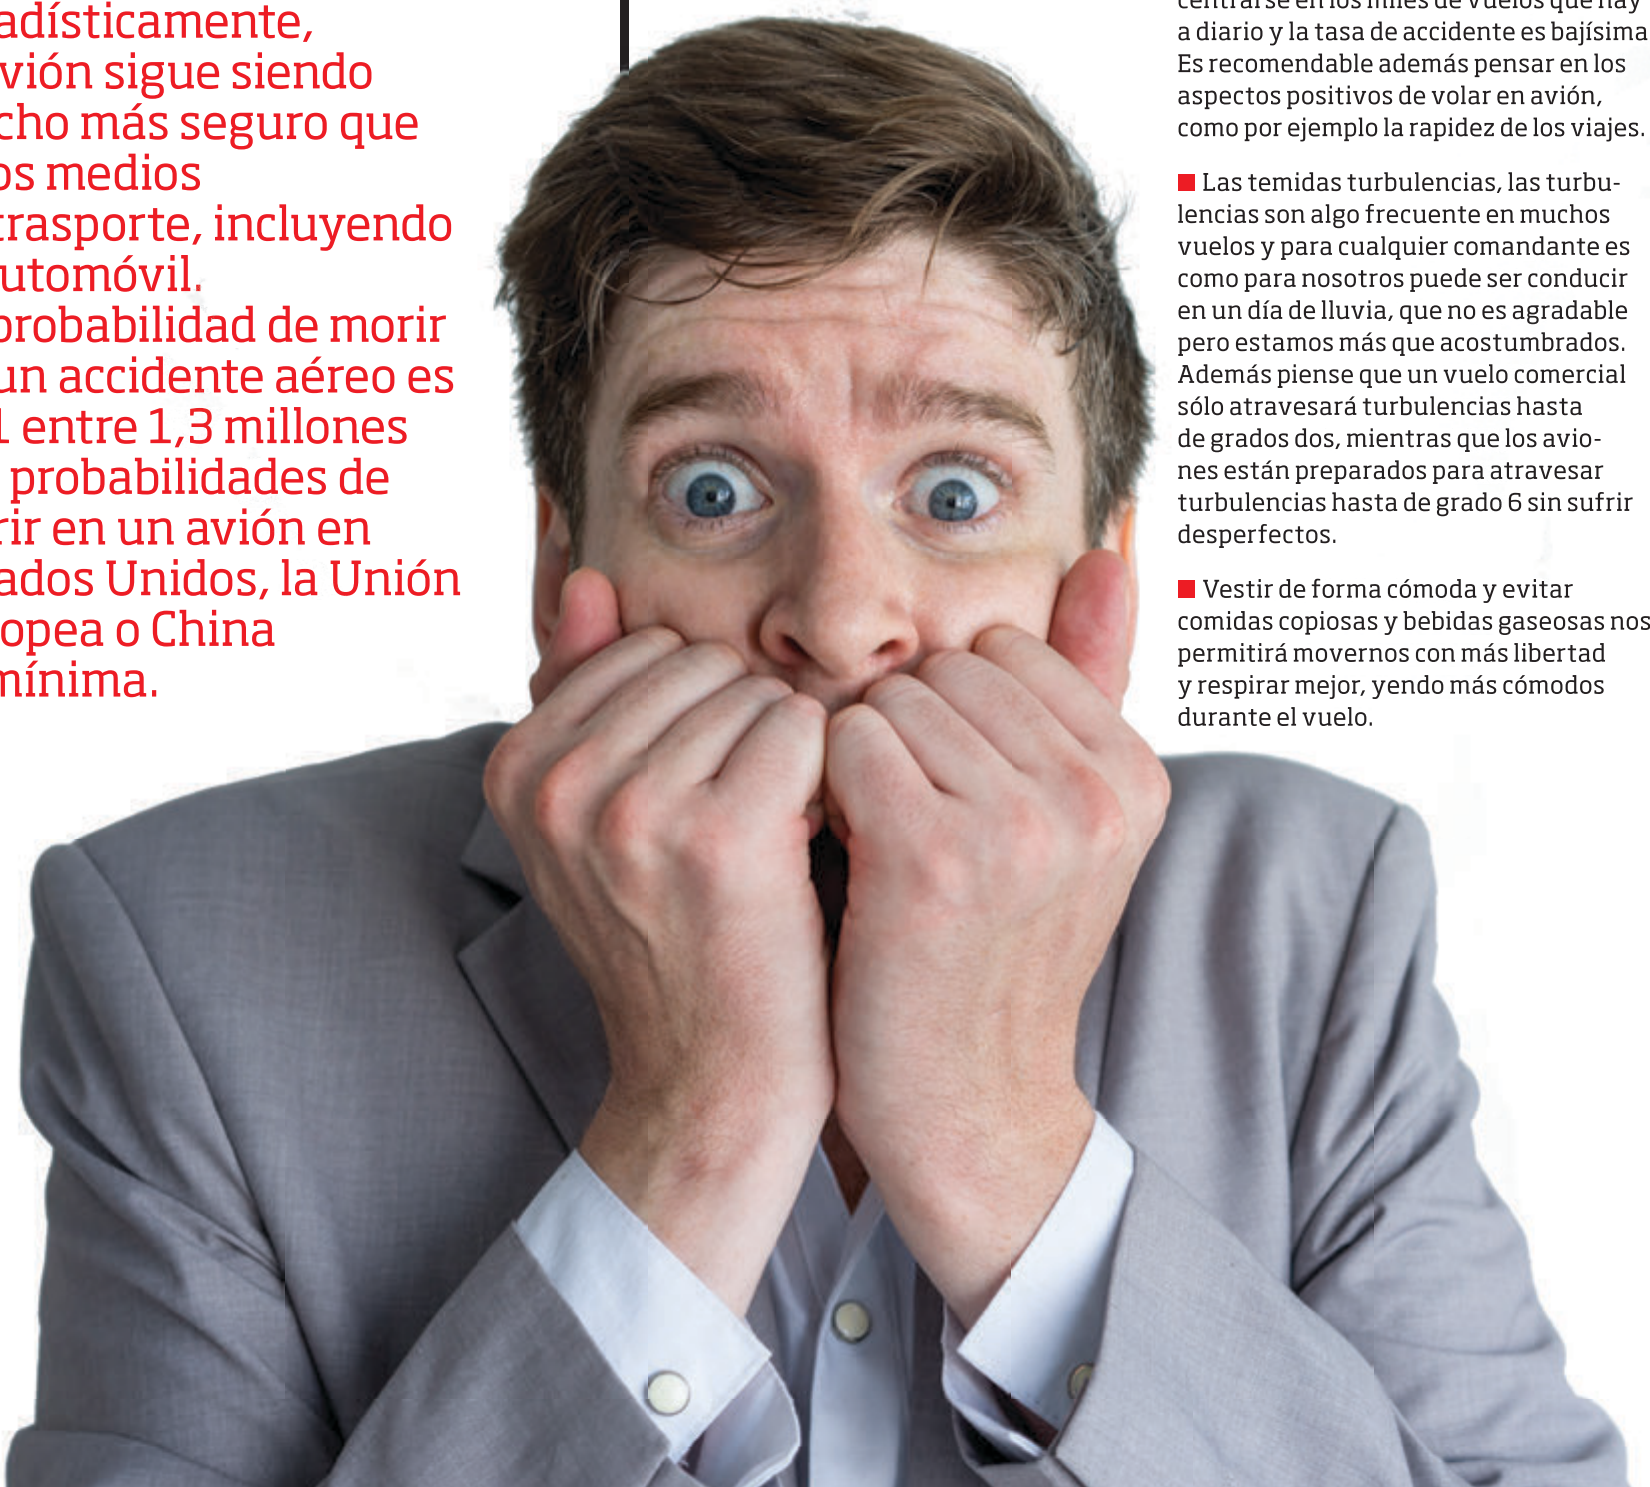 adísticamente,
vión sigue siendo
cho más seguro que
os medios
trasporte, incluyendo
utomóvil.
probabilidad de morir
un accidente aéreo es
1 entre 1,3 millones
probabilidades de
rir en un avión en
ados Unidos, la Unión
opea o China
mínima.
centrarse en los miles de vuelos que hay
a diario y la tasa de accidente es bajísima
Es recomendable además pensar en los
aspectos positivos de volar en avión,
como por ejemplo la rapidez de los viajes.
Las temidas turbulencias, las turbu-
lencias son algo frecuente en muchos
vuelos y para cualquier comandante es
como para nosotros puede ser conducir
en un día de lluvia, que no es agradable
pero estamos más que acostumbrados.
Además piense que un vuelo comercial
sólo atravesará turbulencias hasta
de grados dos, mientras que los avio-
nes están preparados para atravesar
turbulencias hasta de grado 6 sin sufrir
desperfectos.
Vestir de forma cómoda y evitar
comidas copiosas y bebidas gaseosas nos
permitirá movernos con más libertad
y respirar mejor, yendo más cómodos
durante el vuelo.